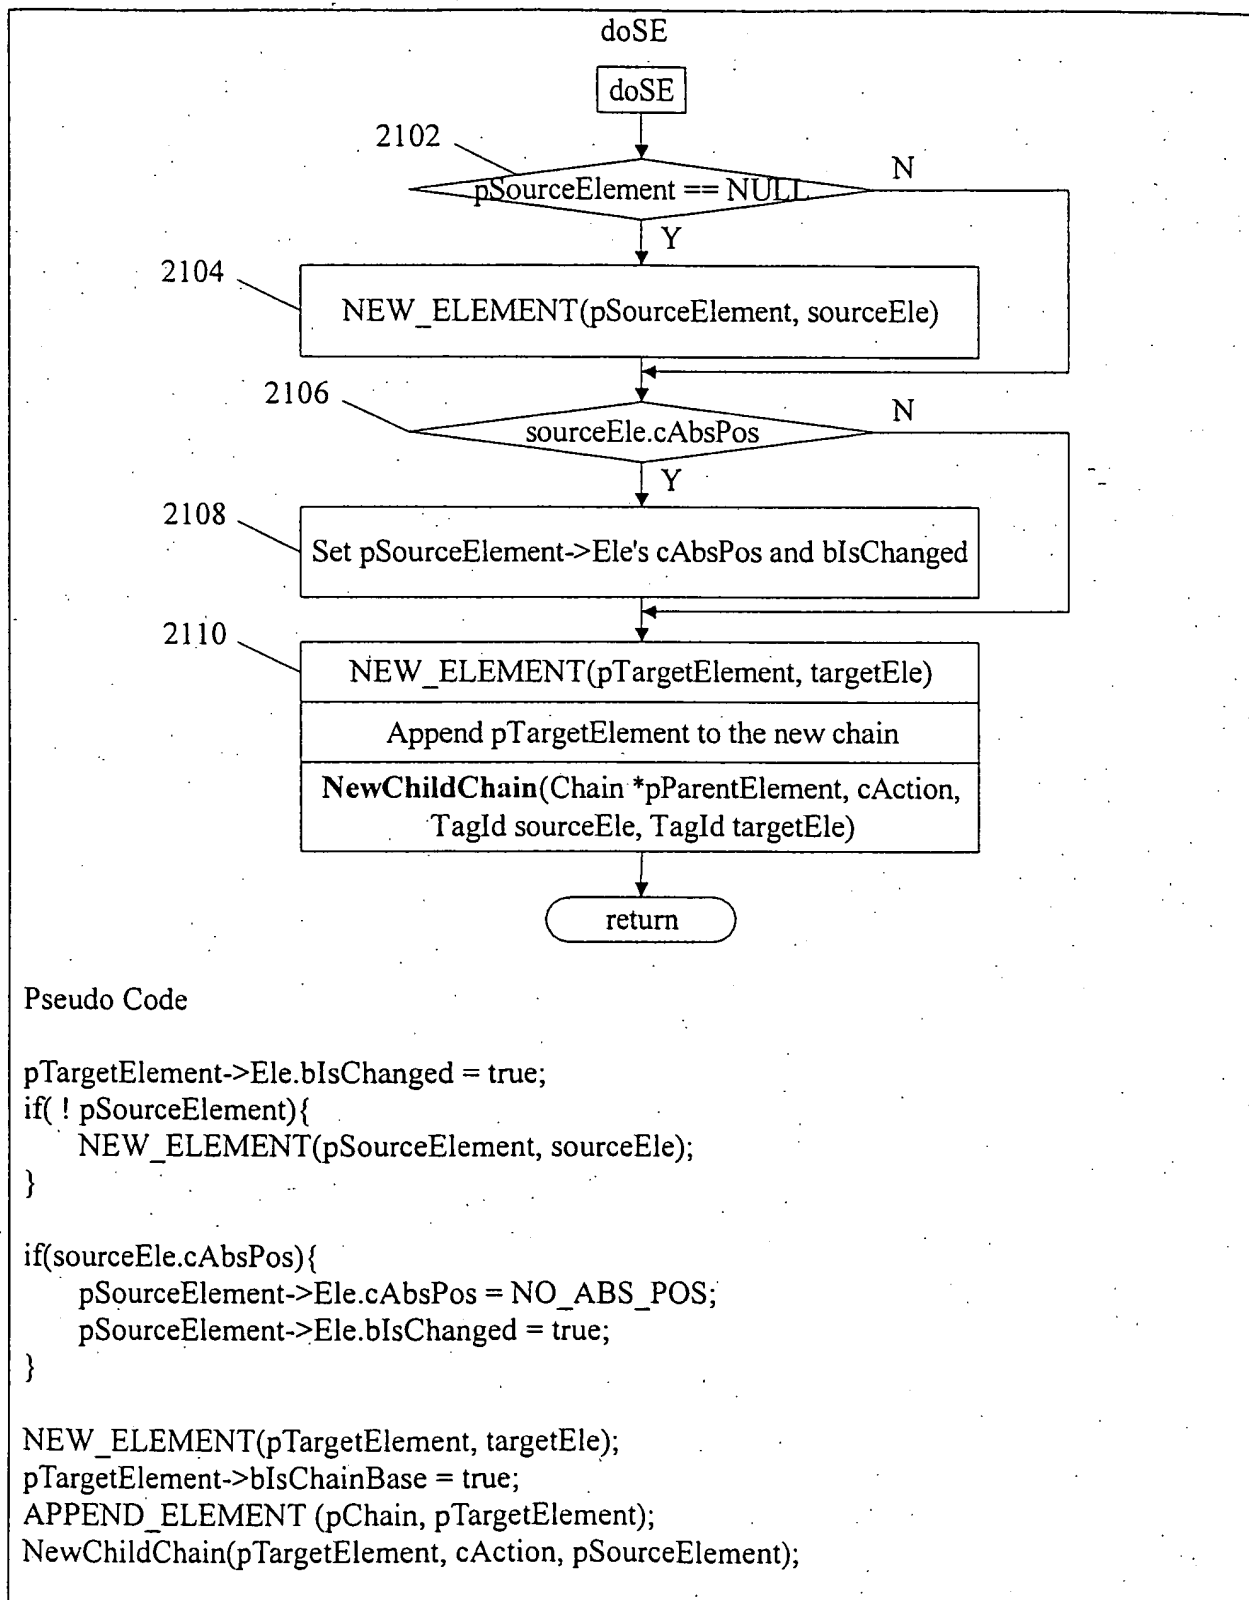 doSE
doSE
2102
pSourceElement == NULL
N
Y
2104
NEW_ELEMENT(pSourceElement, sourceEle)
2106
sourceEle.cAbsPos
N
Y
2108
Set pSourceElement->Ele's cAbsPos and bIsChanged
2110
NEW_ELEMENT(pTargetElement, targetEle)
Append pTargetElement to the new chain
NewChildChain(Chain *pParentElement, cAction,
TagId sourceEle, TagId targetEle)
return
Pseudo Code
pTargetElement->Ele.bIsChanged = true;
if( ! pSourceElement){
NEW_ELEMENT(pSourceElement, sourceEle);
}
if(sourceEle.cAbsPos){
pSourceElement->Ele.cAbsPos = NO_ABS_POS;
pSourceElement->Ele.bIsChanged = true;
}
NEW_ELEMENT(pTargetElement, targetEle);
pTargetElement->bIsChainBase = true;
APPEND_ELEMENT (pChain, pTargetElement);
NewChildChain(pTargetElement, cAction, pSourceElement);